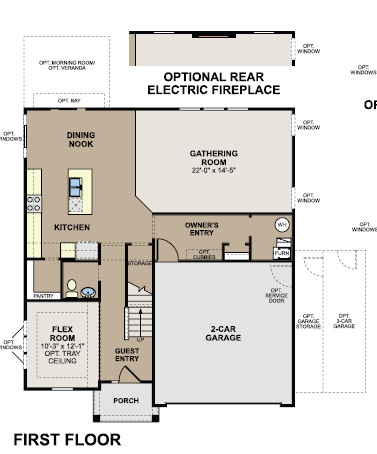 OPT.
WINDOW
OPT.
WINDOWS
OPT. MORNING ROOM/
OPT. VERANDA
OPTIONAL REAR
ELECTRIC FIREPLACE
OPT. BAY
OPT.
WINDOW
OPT.
WINDOWS
DINING
NOOK
GATHERING
ROOM
22'-0" x 14'-5"
OPT.
WINDOW
KITCHEN
OWNER'S
ENTRY
WH
OPT.
WINDOWS
OPT.
CUBBIES
FURN
STORAGE
PANTRY
OPT.
SERVICE
DOOR
FLEX
ROOM
10'-3" x 12'-1"
OPT. TRAY
CEILING
OPT.
WINDOWS
UP
2-CAR
GARAGE
OPT.
GARAGE
STORAGE
OPT.
3-CAR
GARAGE
GUEST
ENTRY
PORCH
FIRST FLOOR